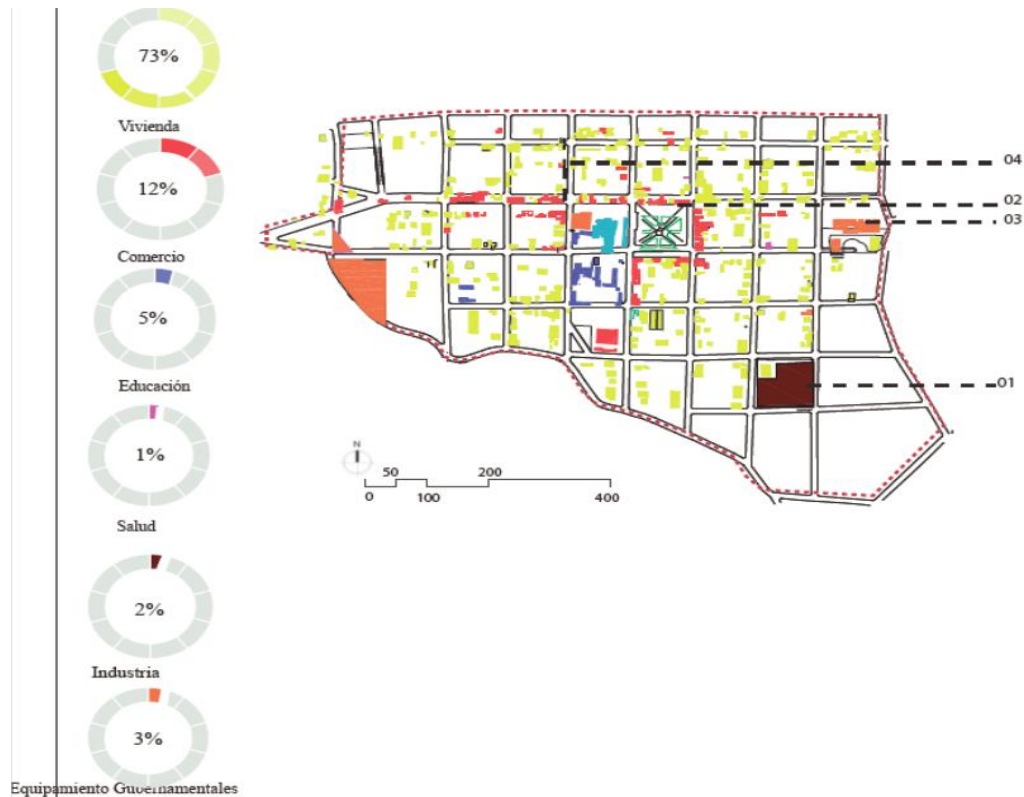 73%
Vivienda
12%
Comercio
5%
Educación
1%
Salud
2%
Industria
3%
Equipamiento Gubernamentales
04
02
03
01
N
50
200
0
100
400